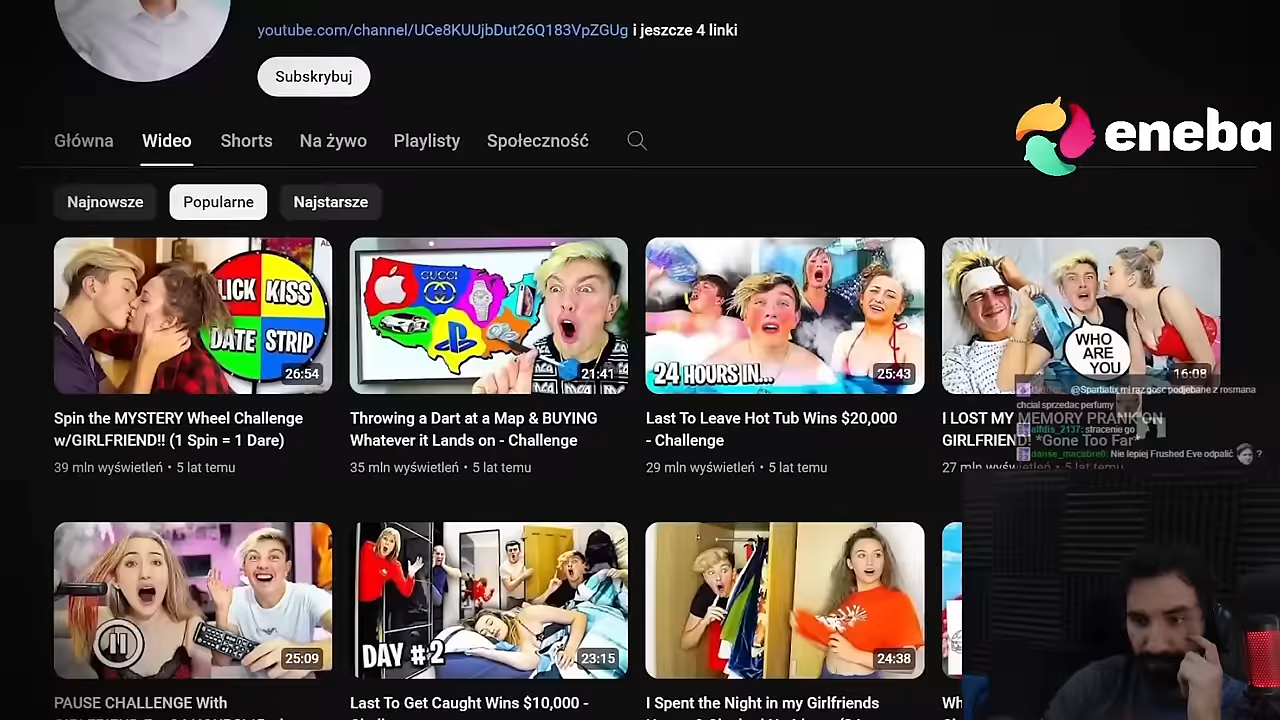 youtube.com/channel/UCe8KUUjbDut26Q183VpZGUg i jeszcze 4 linki
Subskrybuj
eneba
Główna Wideo Shorts Na żywo Playlisty Społeczność
Najnowsze Popularne Najstarsze
LICK KISS
DATE STRIP
26:54
GUCCI
21:41
24 HOURS IN...
25:43
WHO
ARE
YOU
16:08
Spin the MYSTERY Wheel Challenge
w/GIRLFRIEND!! (1 Spin = 1 Dare)
39 mln wyświetleń • 5 lat temu
Throwing a Dart at a Map & BUYING
Whatever it Lands on - Challenge
35 mln wyświetleń • 5 lat temu
Last To Leave Hot Tub Wins $20,000
- Challenge
29 mln wyświetleń • 5 lat temu
I LOST MY MEMORY PRANK ON
GIRLFRIEND! *Gone Too Far*
27 mln wyświetleń • 5 lat temu
@Spartiatix mi raz gosc podjebane z rosmana
chcial sprzedac perfumy
alfdis_2137: stracenie go
danse_macabre0: Nie lepiej Frushed Eve odpalić ?
25:09
DAY #2
23:15
24:38
PAUSE CHALLENGE With
Last To Get Caught Wins $10,000 -
I Spent the Night in my Girlfriends